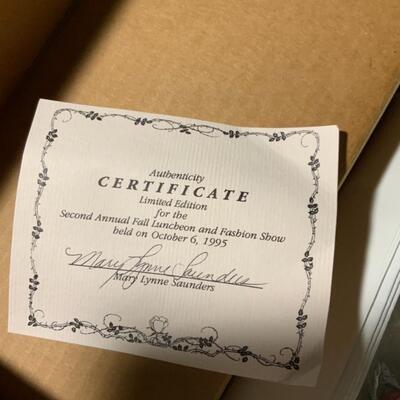 Authenticity
CERTIFICATE
Limited Edition
for the
Second Annual Fall Luncheon and Fashion Show
held on October 6, 1995
Mary Lynne Saunders
Mary Lynne Saunders